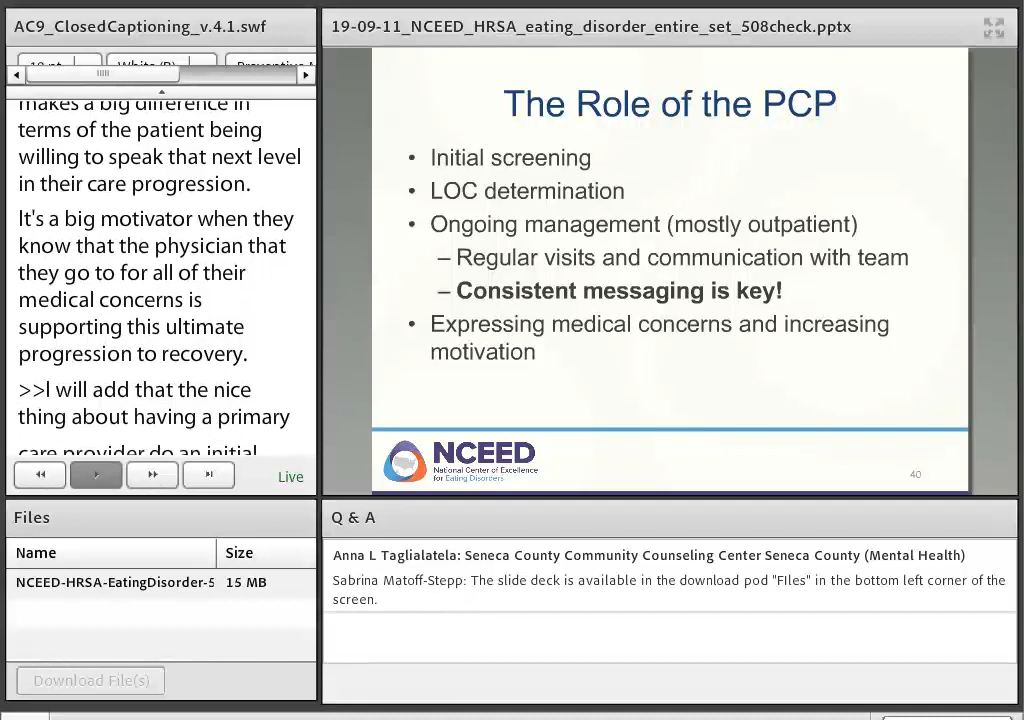 AC9_ClosedCaptioning_v.4.1.swf
makes a big difference in
terms of the patient being
willing to speak that next level
in their care progression.
It's a big motivator when they
know that the physician that
they go to for all of their
medical concerns is
supporting this ultimate
progression to recovery.
>>I will add that the nice
thing about having a primary
care provider do an initial
Live
19-09-11_NCEED_HRSA_eating_disorder_entire_set_508check.pptx
The Role of the PCP
• Initial screening
• LOC determination
• Ongoing management (mostly outpatient)
– Regular visits and communication with team
– Consistent messaging is key!
• Expressing medical concerns and increasing
motivation
NCEED
National Center of Excellence
for Eating Disorders
40
Files
Name Size
NCEED-HRSA-EatingDisorder-5 15 MB
Download File(s)
Q & A
Anna L Taglialatela: Seneca County Community Counseling Center Seneca County (Mental Health)
Sabrina Matoff-Stepp: The slide deck is available in the download pod "FIles" in the bottom left corner of the
screen.